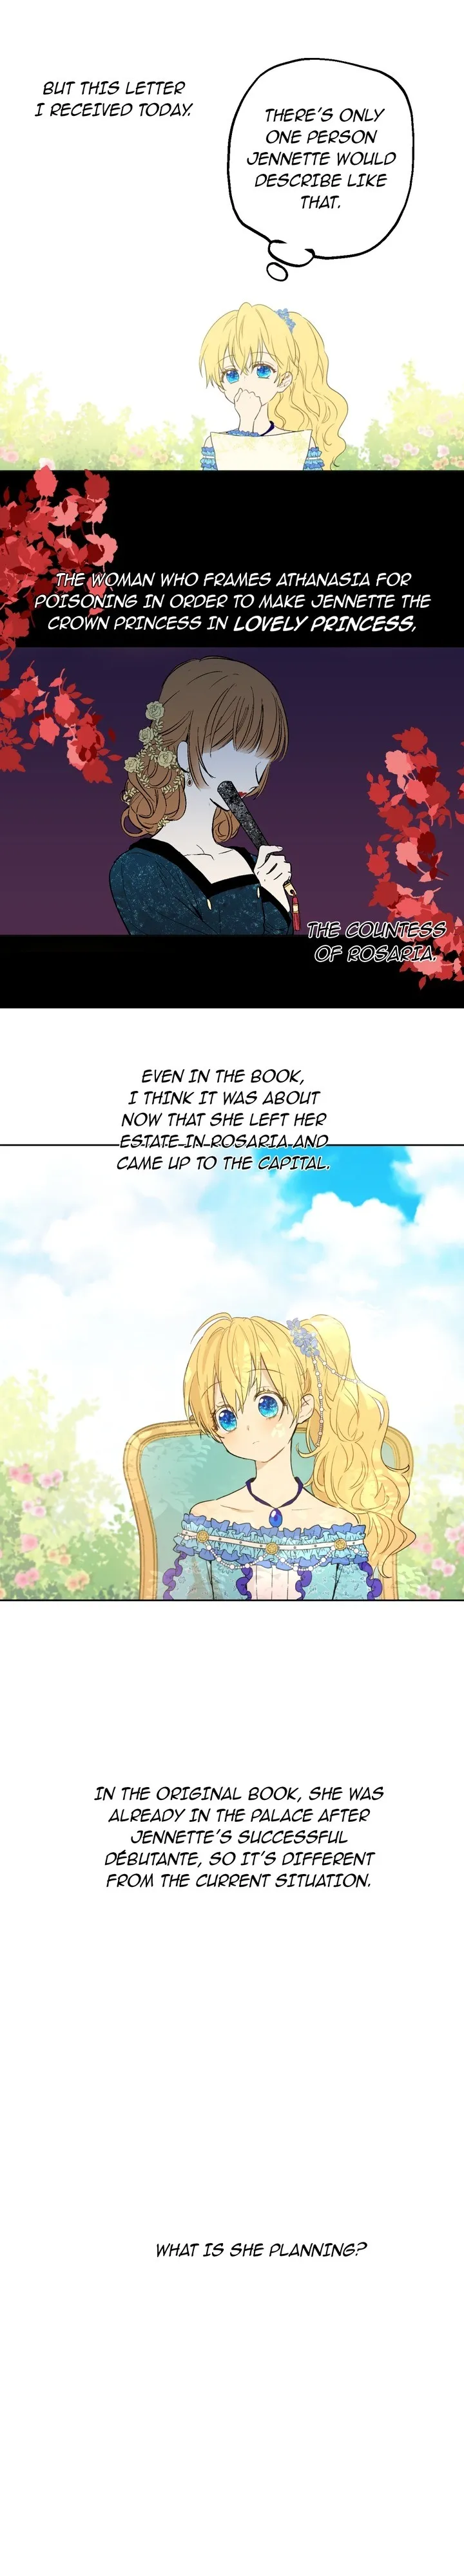 BUT THIS LETTER
I RECEIVED TODAY.
THERE'S ONLY
ONE PERSON
JENNETTE WOULD
DESCRIBE LIKE
THAT.
THE WOMAN WHO FRAMES ATHANASIA FOR
POISONING IN ORDER TO MAKE JENNETTE THE
CROWN PRINCESS IN LOVELY PRINCESS,
THE COUNTESS
OF ROSARIA.
EVEN IN THE BOOK,
I THINK IT WAS ABOUT
NOW THAT SHE LEFT HER
ESTATE IN ROSARIA AND
CAME UP TO THE CAPITAL.
IN THE ORIGINAL BOOK, SHE WAS
ALREADY IN THE PALACE AFTER
JENNETTE'S SUCCESSFUL
DÉBUTANTE, SO IT'S DIFFERENT
FROM THE CURRENT SITUATION.
WHAT IS SHE PLANNING?